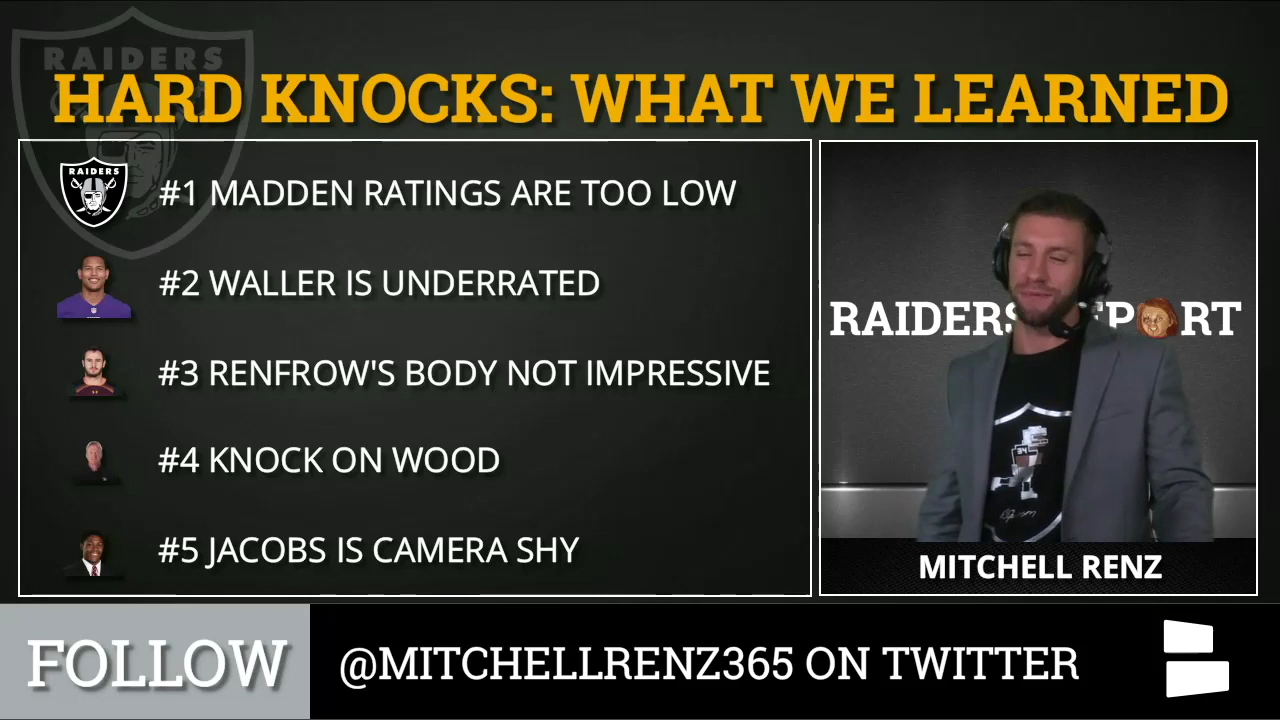 RAIDERS
HARD KNOCKS: WHAT WE LEARNED
RAIDERS
#1 MADDEN RATINGS ARE TOO LOW
#2 WALLER IS UNDERRATED
#3 RENFROW'S BODY NOT IMPRESSIVE
#4 KNOCK ON WOOD
#5 JACOBS IS CAMERA SHY
RAIDERS EP RT
34
MITCHELL RENZ
FOLLOW
@MITCHELLRENZ365 ON TWITTER